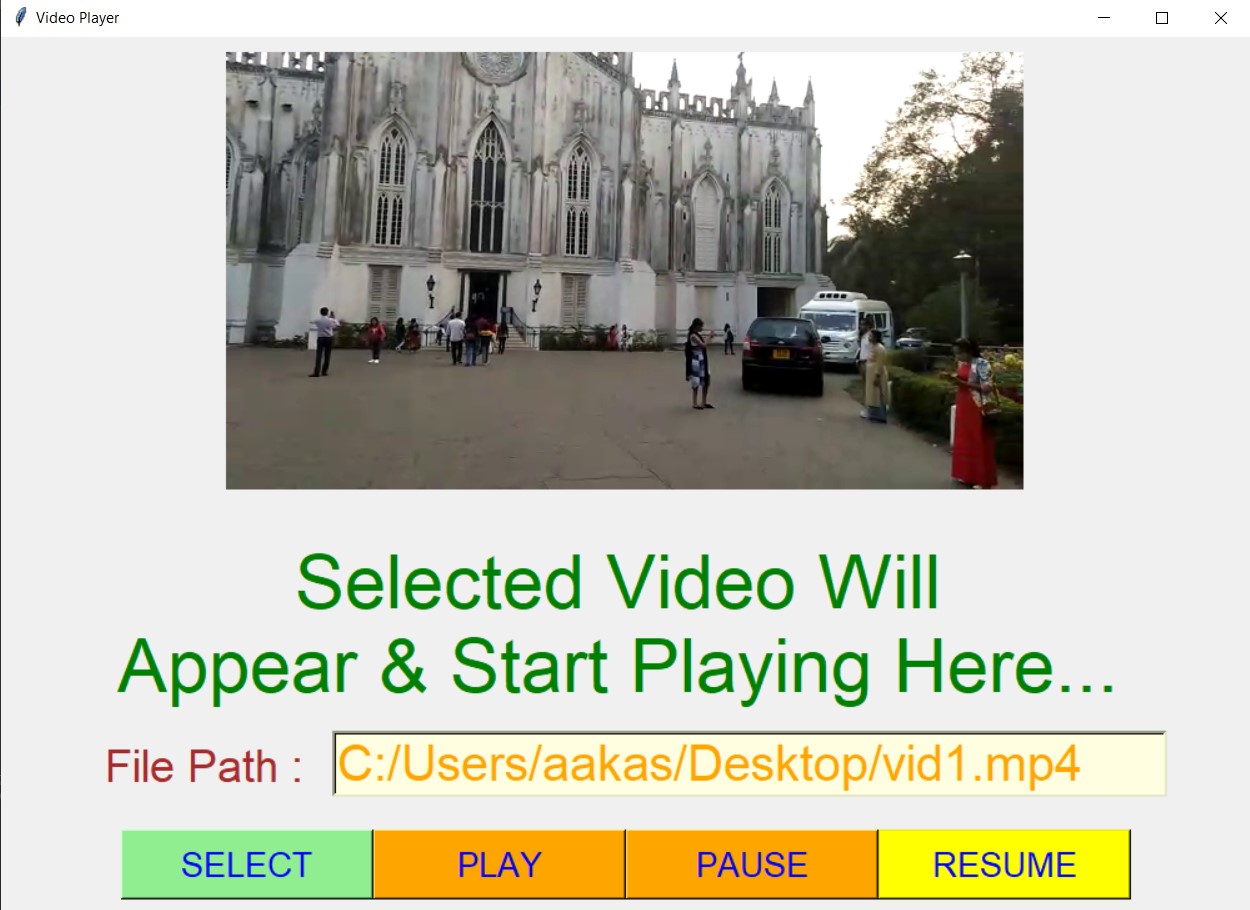 Video Player
Selected Video Will
Appear & Start Playing Here...
File Path : C:/Users/aakas/Desktop/vid1.mp4
SELECT PLAY PAUSE RESUME